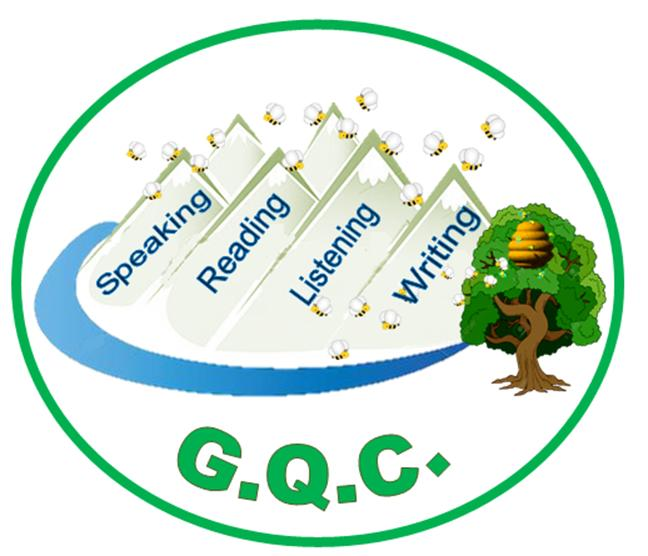 Speaking
Reading
Listening
Writing
G.Q.C.